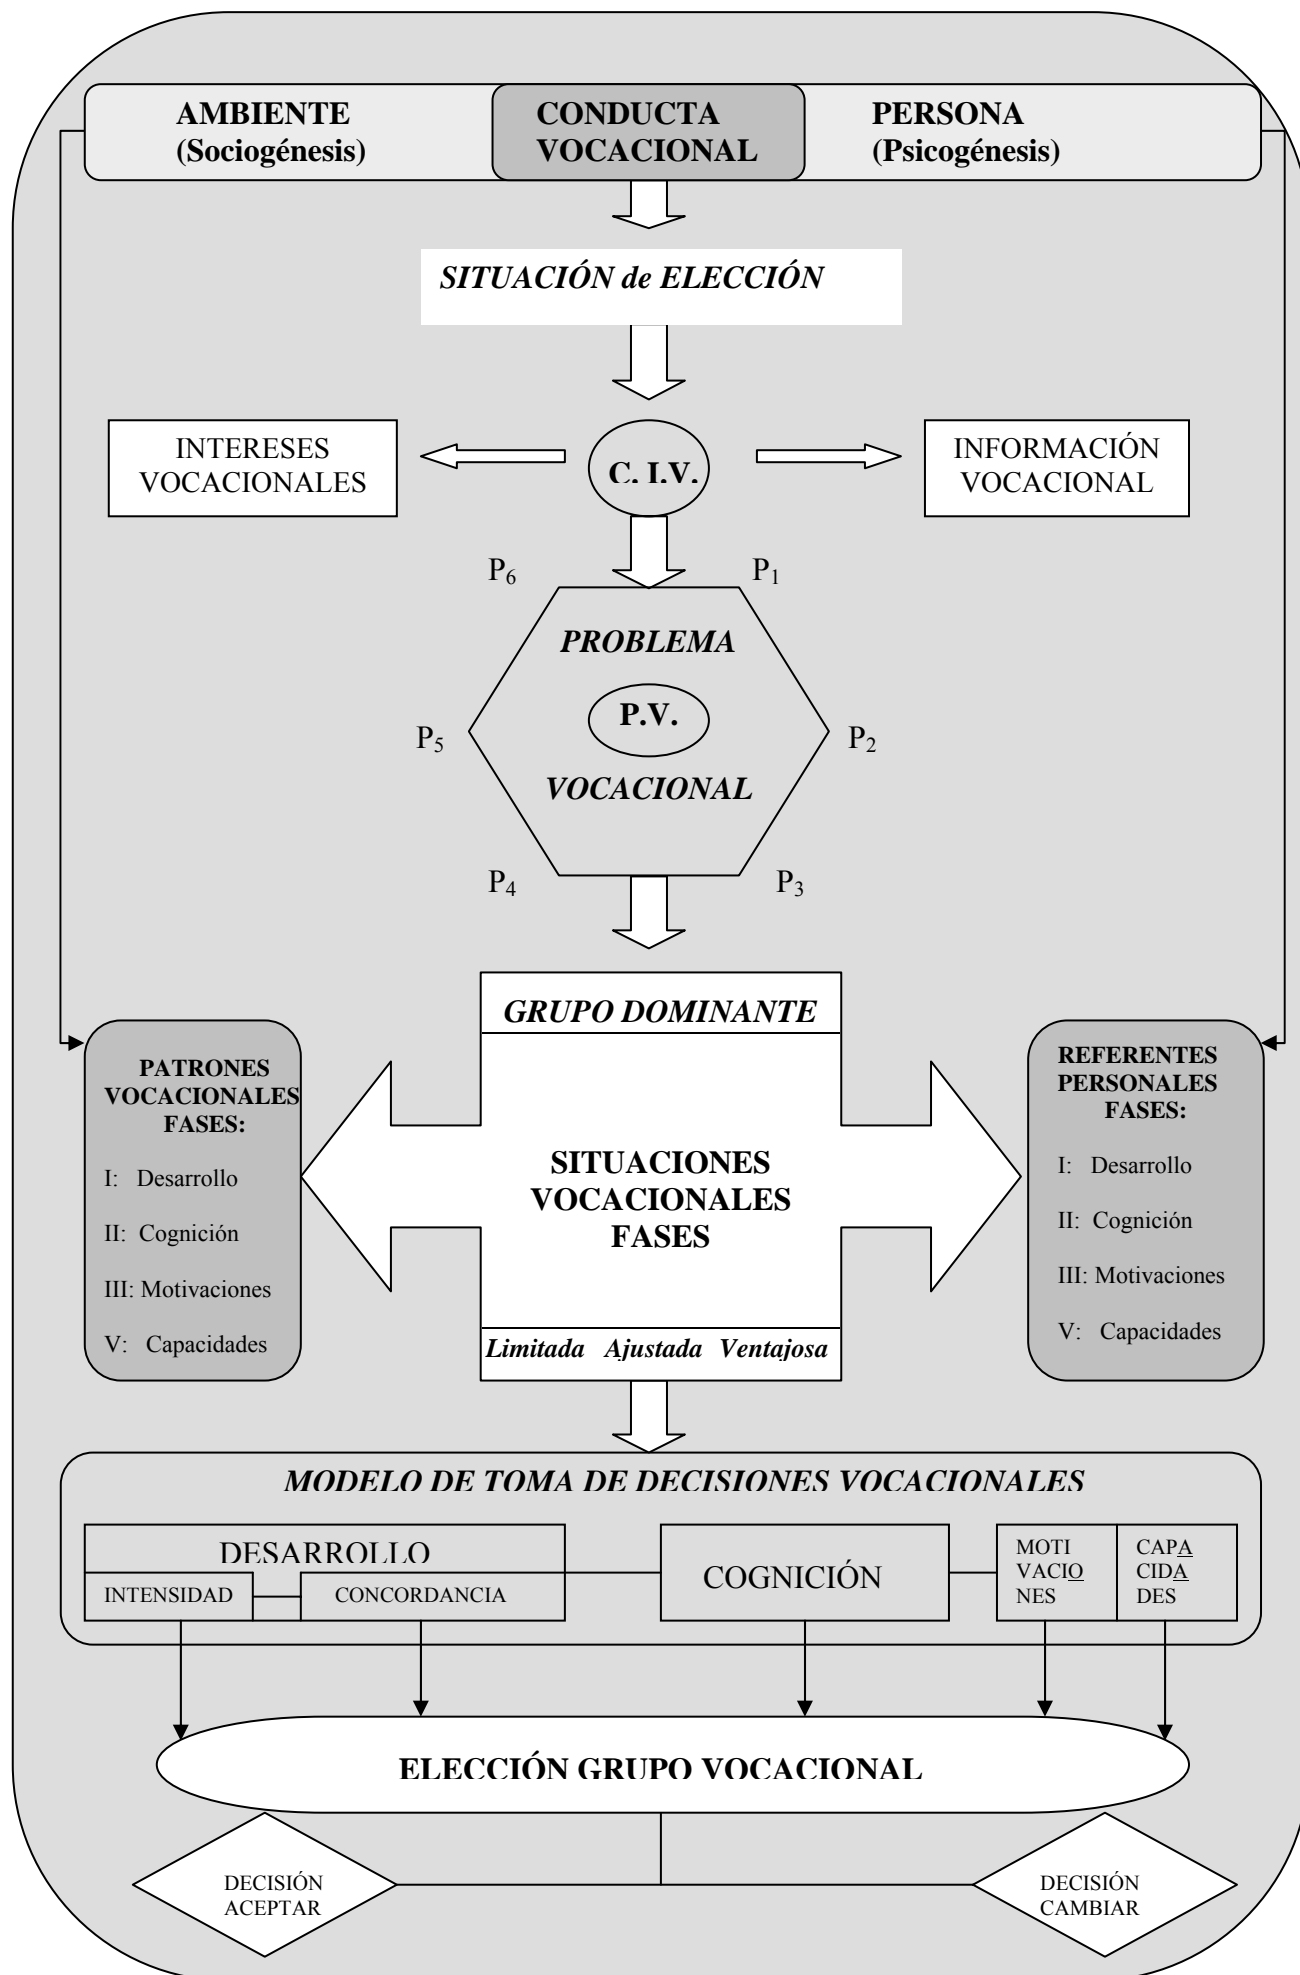 AMBIENTE
(Sociogénesis)
CONDUCTA
VOCACIONAL
PERSONA
(Psicogénesis)
SITUACIÓN de ELECCIÓN
INTERESES
VOCACIONALES
C. I.V.
INFORMACIÓN
VOCACIONAL
P6
P1
PROBLEMA
P.V.
P5
P2
VOCACIONAL
P4
P3
GRUPO DOMINANTE
PATRONES
VOCACIONALES
FASES:
I: Desarrollo
II: Cognición
III: Motivaciones
V: Capacidades
SITUACIONES
VOCACIONALES
FASES
REFERENTES
PERSONALES
FASES:
I: Desarrollo
II: Cognición
III: Motivaciones
V: Capacidades
Limitada Ajustada Ventajosa
MODELO DE TOMA DE DECISIONES VOCACIONALES
DESARROLLO
INTENSIDAD
CONCORDANCIA
COGNICIÓN
MOTI
VACIO
NES
CAPA
CIDA
DES
ELECCIÓN GRUPO VOCACIONAL
DECISIÓN
ACEPTAR
DECISIÓN
CAMBIAR